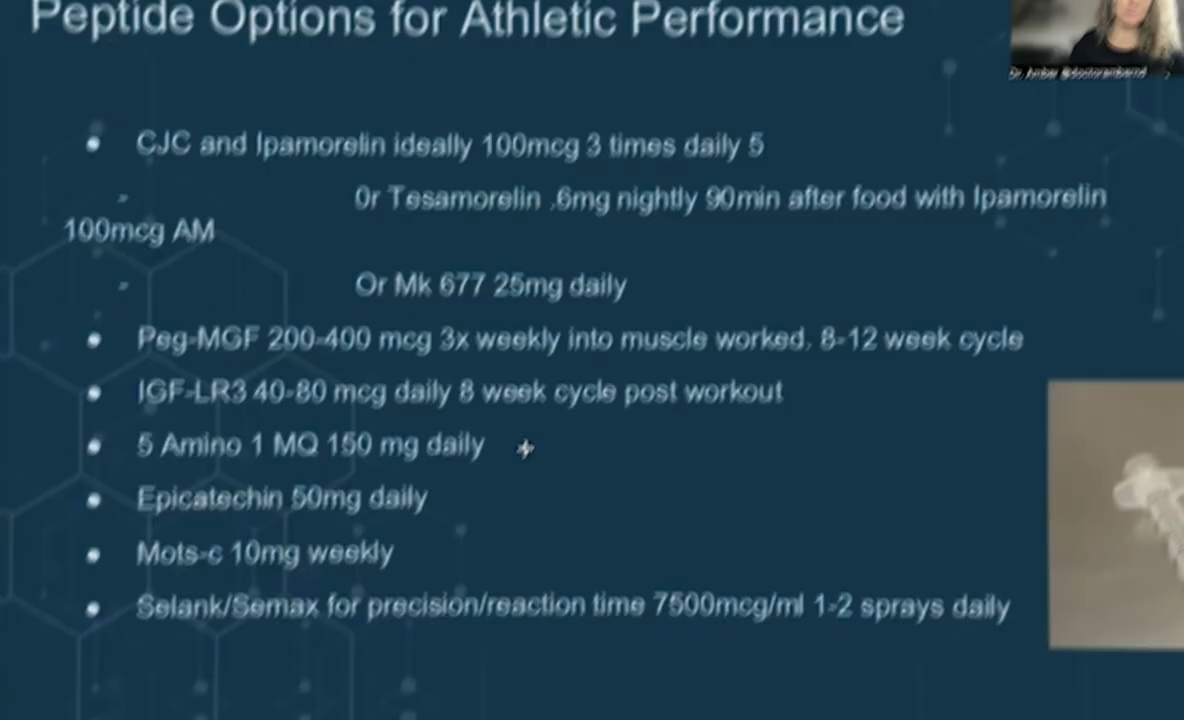 Peptide Options for Athletic Performance
Dr. Amber @doctorambermd
• CJC and Ipamorelin ideally 100mcg 3 times daily 5
- 0r Tesamorelin .6mg nightly 90min after food with Ipamorelin
100mcg AM
- Or Mk 677 25mg daily
• Peg-MGF 200-400 mcg 3x weekly into muscle worked. 8-12 week cycle
• IGF-LR3 40-80 mcg daily 8 week cycle post workout
• 5 Amino 1 MQ 150 mg daily
• Epicatechin 50mg daily
• Mots-c 10mg weekly
• Selank/Semax for precision/reaction time 7500mcg/ml 1-2 sprays daily